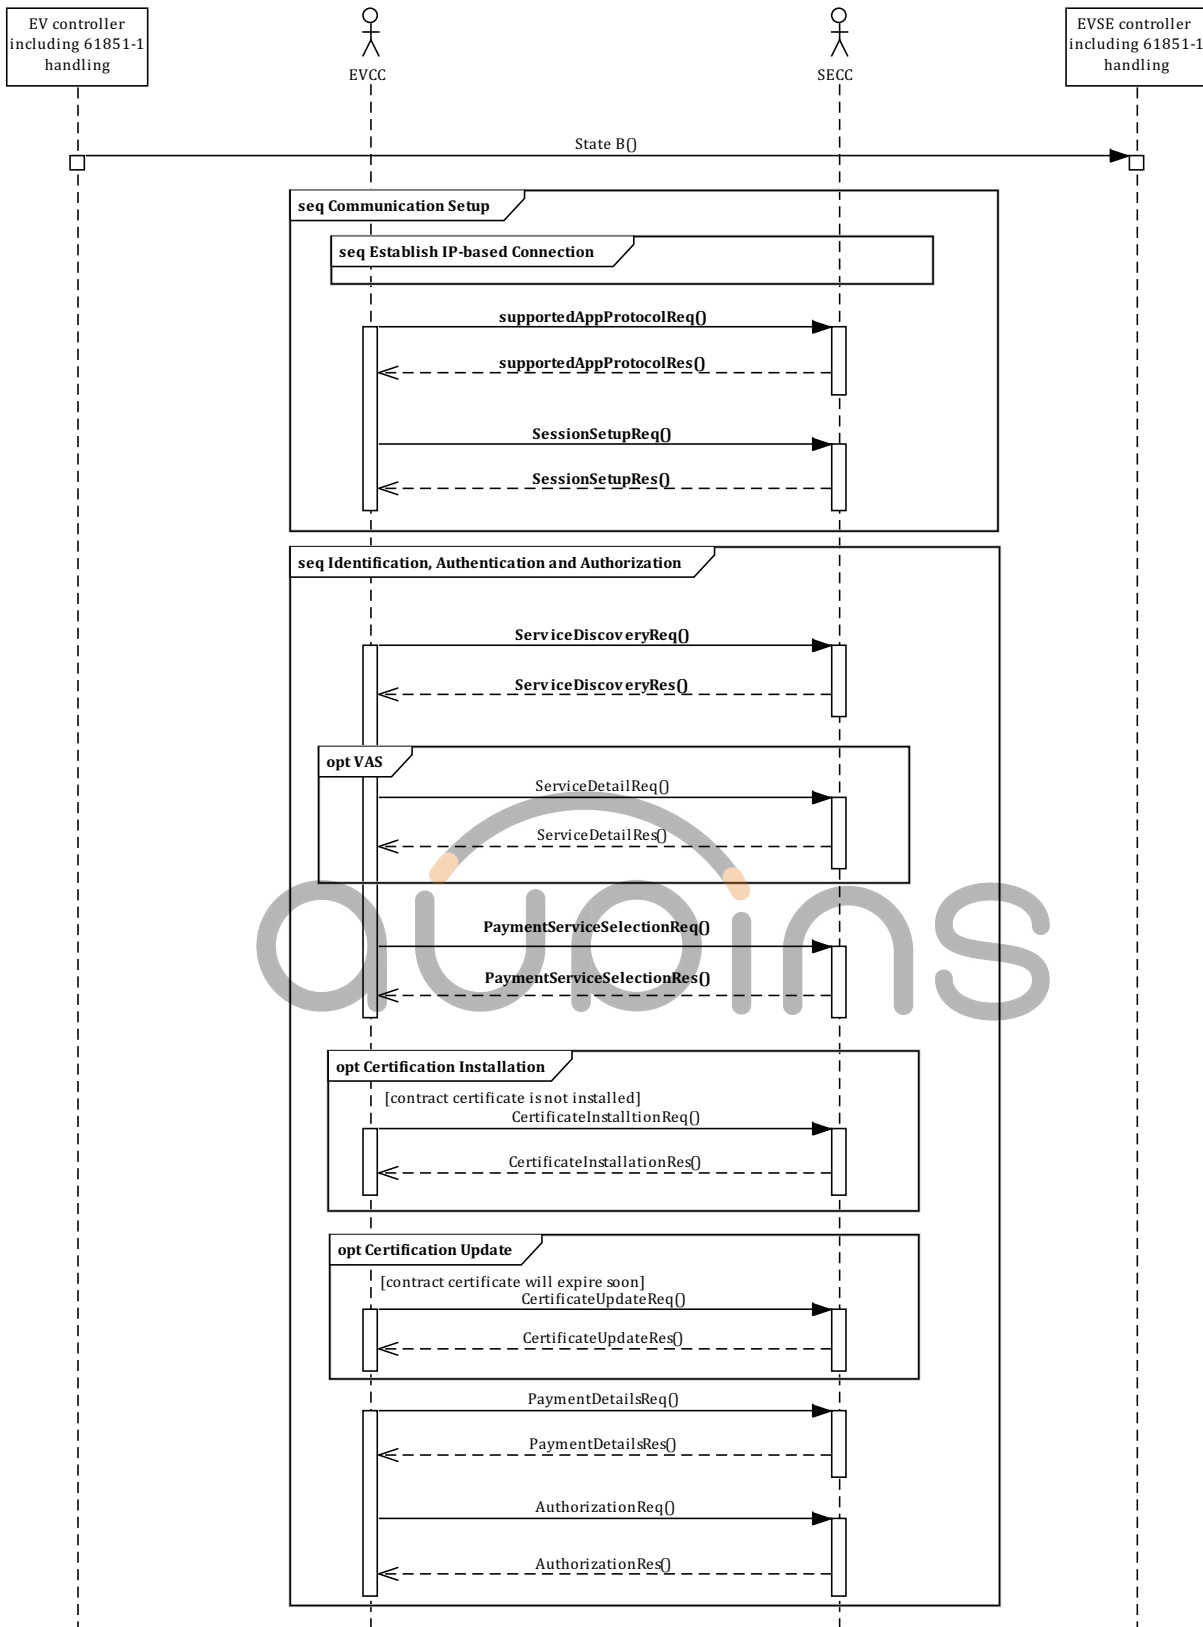 EV controller
including 61851-1
handling
EVCC
SECC
EVSE controller
including 61851-1
handling
State B()
seq Communication Setup
seq Establish IP-based Connection
supportedAppProtocolReq()
supportedAppProtocolRes()
SessionSetupReq()
SessionSetupRes()
seq Identification, Authentication and Authorization
ServiceDiscoveryReq()
ServiceDiscoveryRes()
opt VAS
ServiceDetailReq()
ServiceDetailRes()
PaymentServiceSelectionReq()
PaymentServiceSelectionRes()
opt Certification Installation
[contract certificate is not installed]
CertificateInstalltionReq()
CertificateInstallationRes()
opt Certification Update
[contract certificate will expire soon]
CertificateUpdateReq()
CertificateUpdateRes()
PaymentDetailsReq()
PaymentDetailsRes()
AuthorizationReq()
AuthorizationRes()